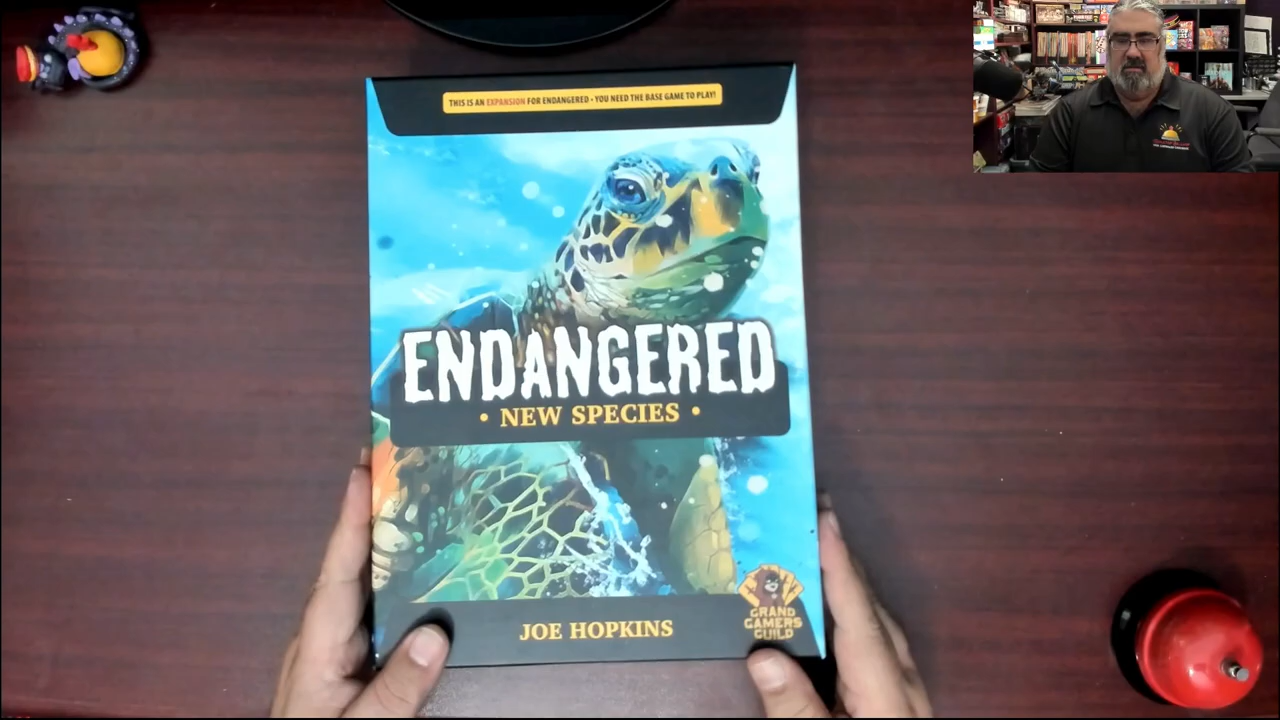 THIS IS AN EXPANSION FOR ENDANGERED • YOU NEED THE BASE GAME TO PLAY!
ENDANGERED
• NEW SPECIES •
JOE HOPKINS
GRAND
GAMERS
GUILD